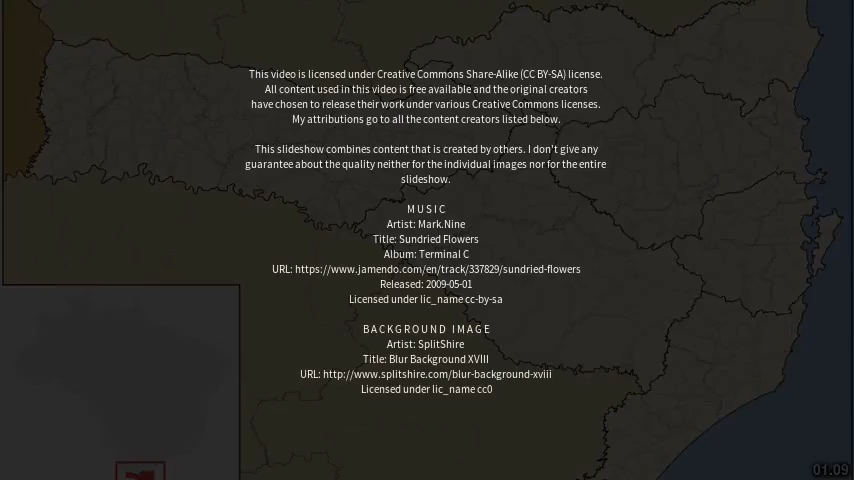 This video is licensed under Creative Commons Share-Alike (CC BY-SA) license.
All content used in this video is free available and the original creators
have chosen to release their work under various Creative Commons licenses.
My attributions go to all the content creators listed below.
This slideshow combines content that is created by others. I don't give any
guarantee about the quality neither for the individual images nor for the entire
slideshow.
MUSIC
Artist: Mark.Nine
Title: Sundried Flowers
Album: Terminal C
URL: https://www.jamendo.com/en/track/337829/sundried-flowers
Released: 2009-05-01
Licensed under lic_name cc-by-sa
BACKGROUND IMAGE
Artist: SplitShire
Title: Blur Background XVIII
URL: http://www.splitshire.com/blur-background-xviii
Licensed under lic_name cc0
01:09